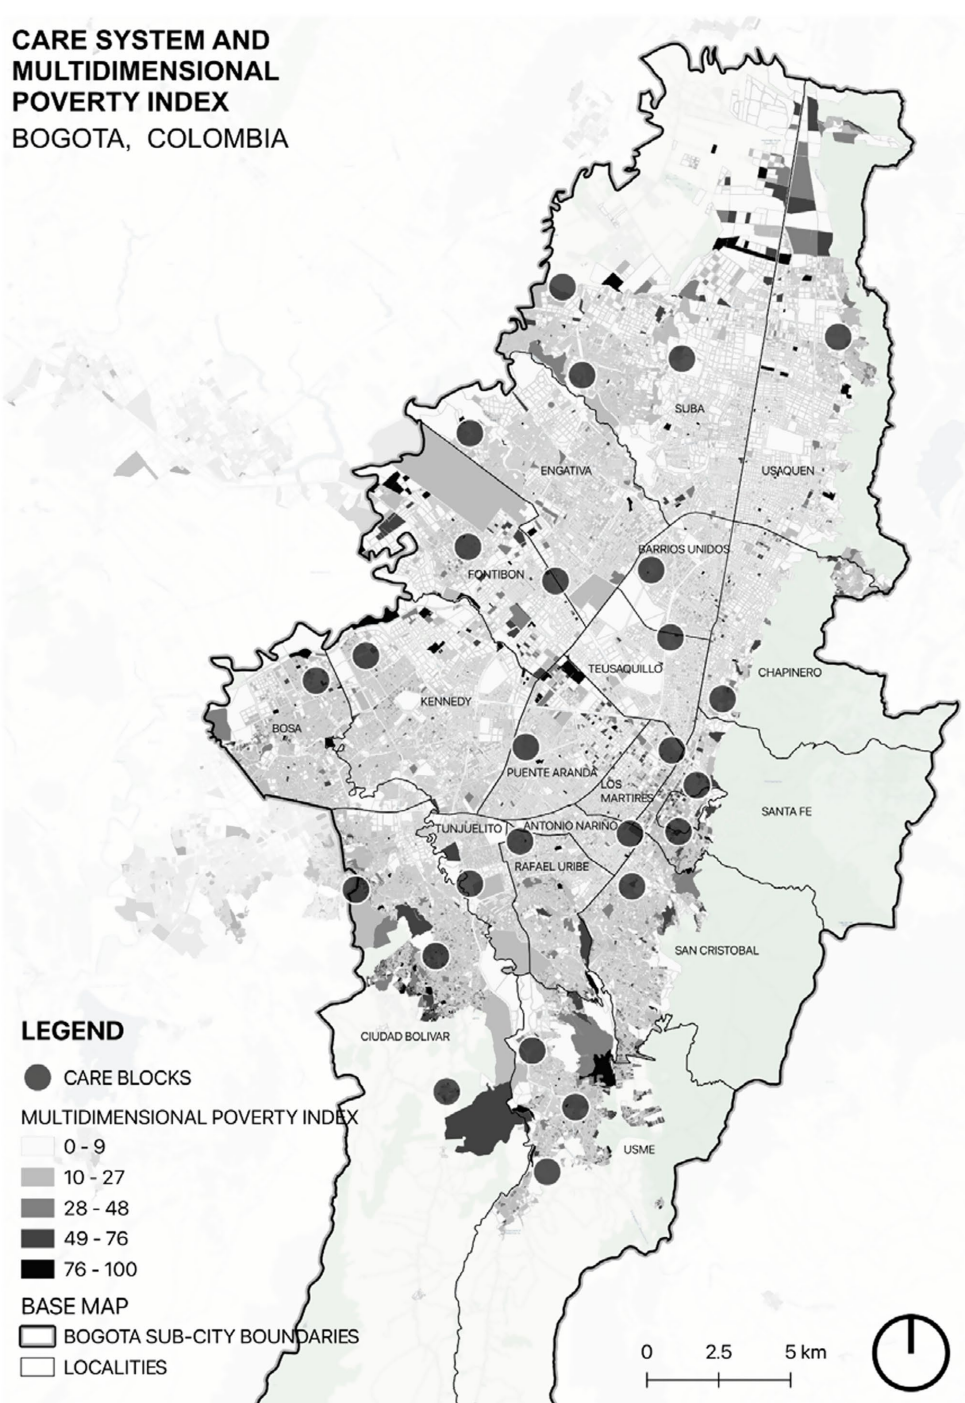 CARE SYSTEM AND
MULTIDIMENSIONAL
POVERTY INDEX
BOGOTA, COLOMBIA
SUBA
ENGATIVA
USAQUEN
BARRIOS UNIDOS
FONTIBON
TEUSAQUILLO
CHAPINERO
KENNEDY
BOSA
PUENTE ARANDA
LOS
MARTIRES
SANTA FE
TUNJUELITO
ANTONIO NARIÑO
RAFAEL URIBE
SAN CRISTOBAL
CIUDAD BOLIVAR
USME
LEGEND
CARE BLOCKS
MULTIDIMENSIONAL POVERTY INDEX
0 - 9
10 - 27
28 - 48
49 - 76
76 - 100
BASE MAP
BOGOTA SUB-CITY BOUNDARIES
LOCALITIES
0 2.5 5 km